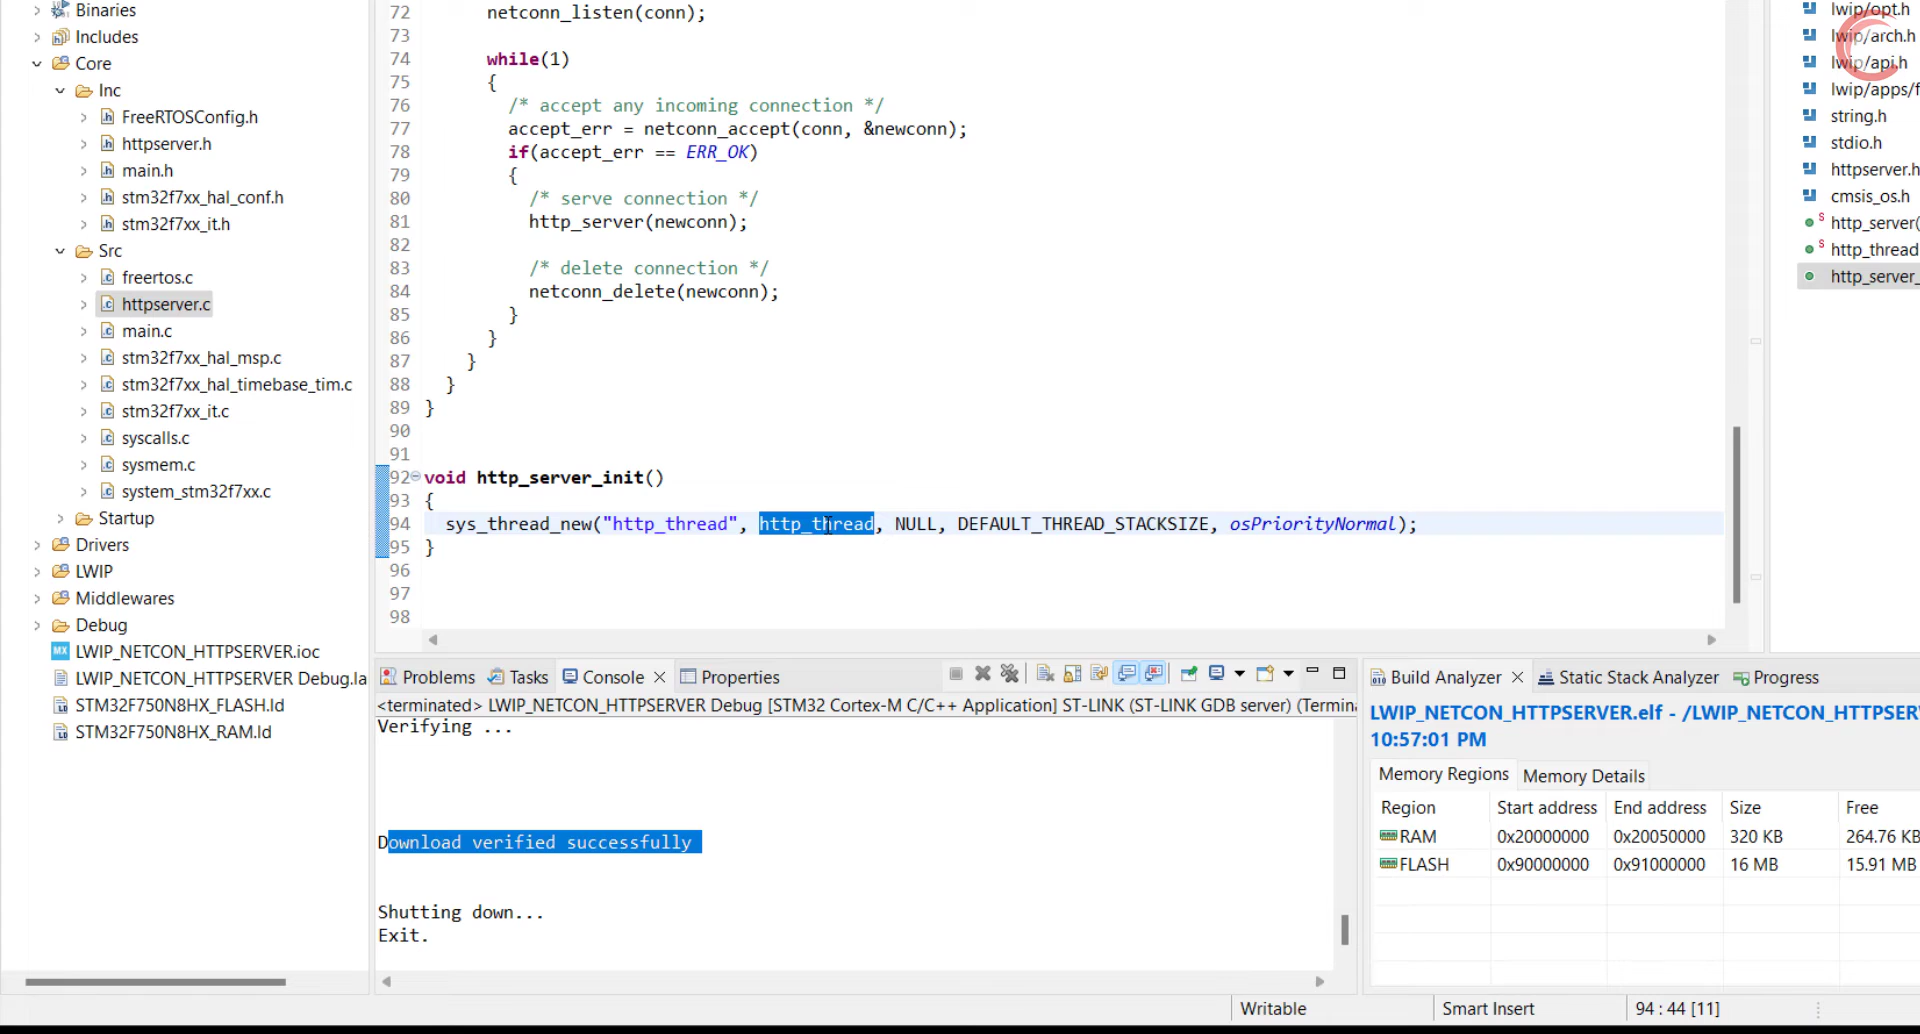 Binaries
Includes
Core
Inc
FreeRTOSConfig.h
httpserver.h
main.h
stm32f7xx_hal_conf.h
stm32f7xx_it.h
Src
freertos.c
httpserver.c
main.c
stm32f7xx_hal_msp.c
stm32f7xx_hal_timebase_tim.c
stm32f7xx_it.c
syscalls.c
sysmem.c
system_stm32f7xx.c
Startup
Drivers
LWIP
Middlewares
Debug
LWIP_NETCON_HTTPSERVER.ioc
LWIP_NETCON_HTTPSERVER Debug.la
STM32F750N8HX_FLASH.ld
STM32F750N8HX_RAM.ld
72 netconn_listen(conn);
73
74 while(1)
75 {
76 /* accept any incoming connection */
77 accept_err = netconn_accept(conn, &newconn);
78 if(accept_err == ERR_OK)
79 {
80 /* serve connection */
81 http_server(newconn);
82
83 /* delete connection */
84 netconn_delete(newconn);
85 }
86 }
87 }
88 }
89 }
90
91
92 void http_server_init()
93 {
94 sys_thread_new("http_thread", http_thread, NULL, DEFAULT_THREAD_STACKSIZE, osPriorityNormal);
95 }
96
97
98
lwip/opt.h
lwip/arch.h
lwip/api.h
lwip/apps/f
string.h
stdio.h
httpserver.h
cmsis_os.h
http_server(
http_thread
http_server_
Problems Tasks Console Properties
<terminated> LWIP_NETCON_HTTPSERVER Debug [STM32 Cortex-M C/C++ Application] ST-LINK (ST-LINK GDB server) (Termina
Verifying ...
Download verified successfully
Shutting down...
Exit.
Build Analyzer Static Stack Analyzer Progress
LWIP_NETCON_HTTPSERVER.elf - /LWIP_NETCON_HTTPSER
10:57:01 PM
Memory Regions Memory Details
Region Start address End address Size Free
RAM 0x20000000 0x20050000 320 KB 264.76 KB
FLASH 0x90000000 0x91000000 16 MB 15.91 MB
Writable Smart Insert 94 : 44 [11]